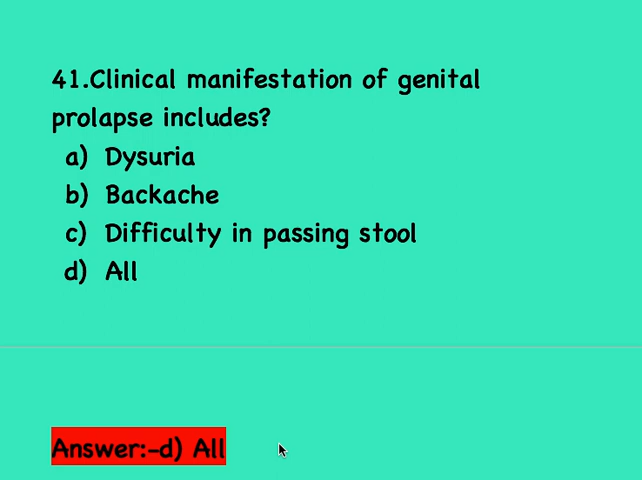 41.Clinical manifestation of genital
prolapse includes?
a) Dysuria
b) Backache
c) Difficulty in passing stool
d) All
Answer:-d) All